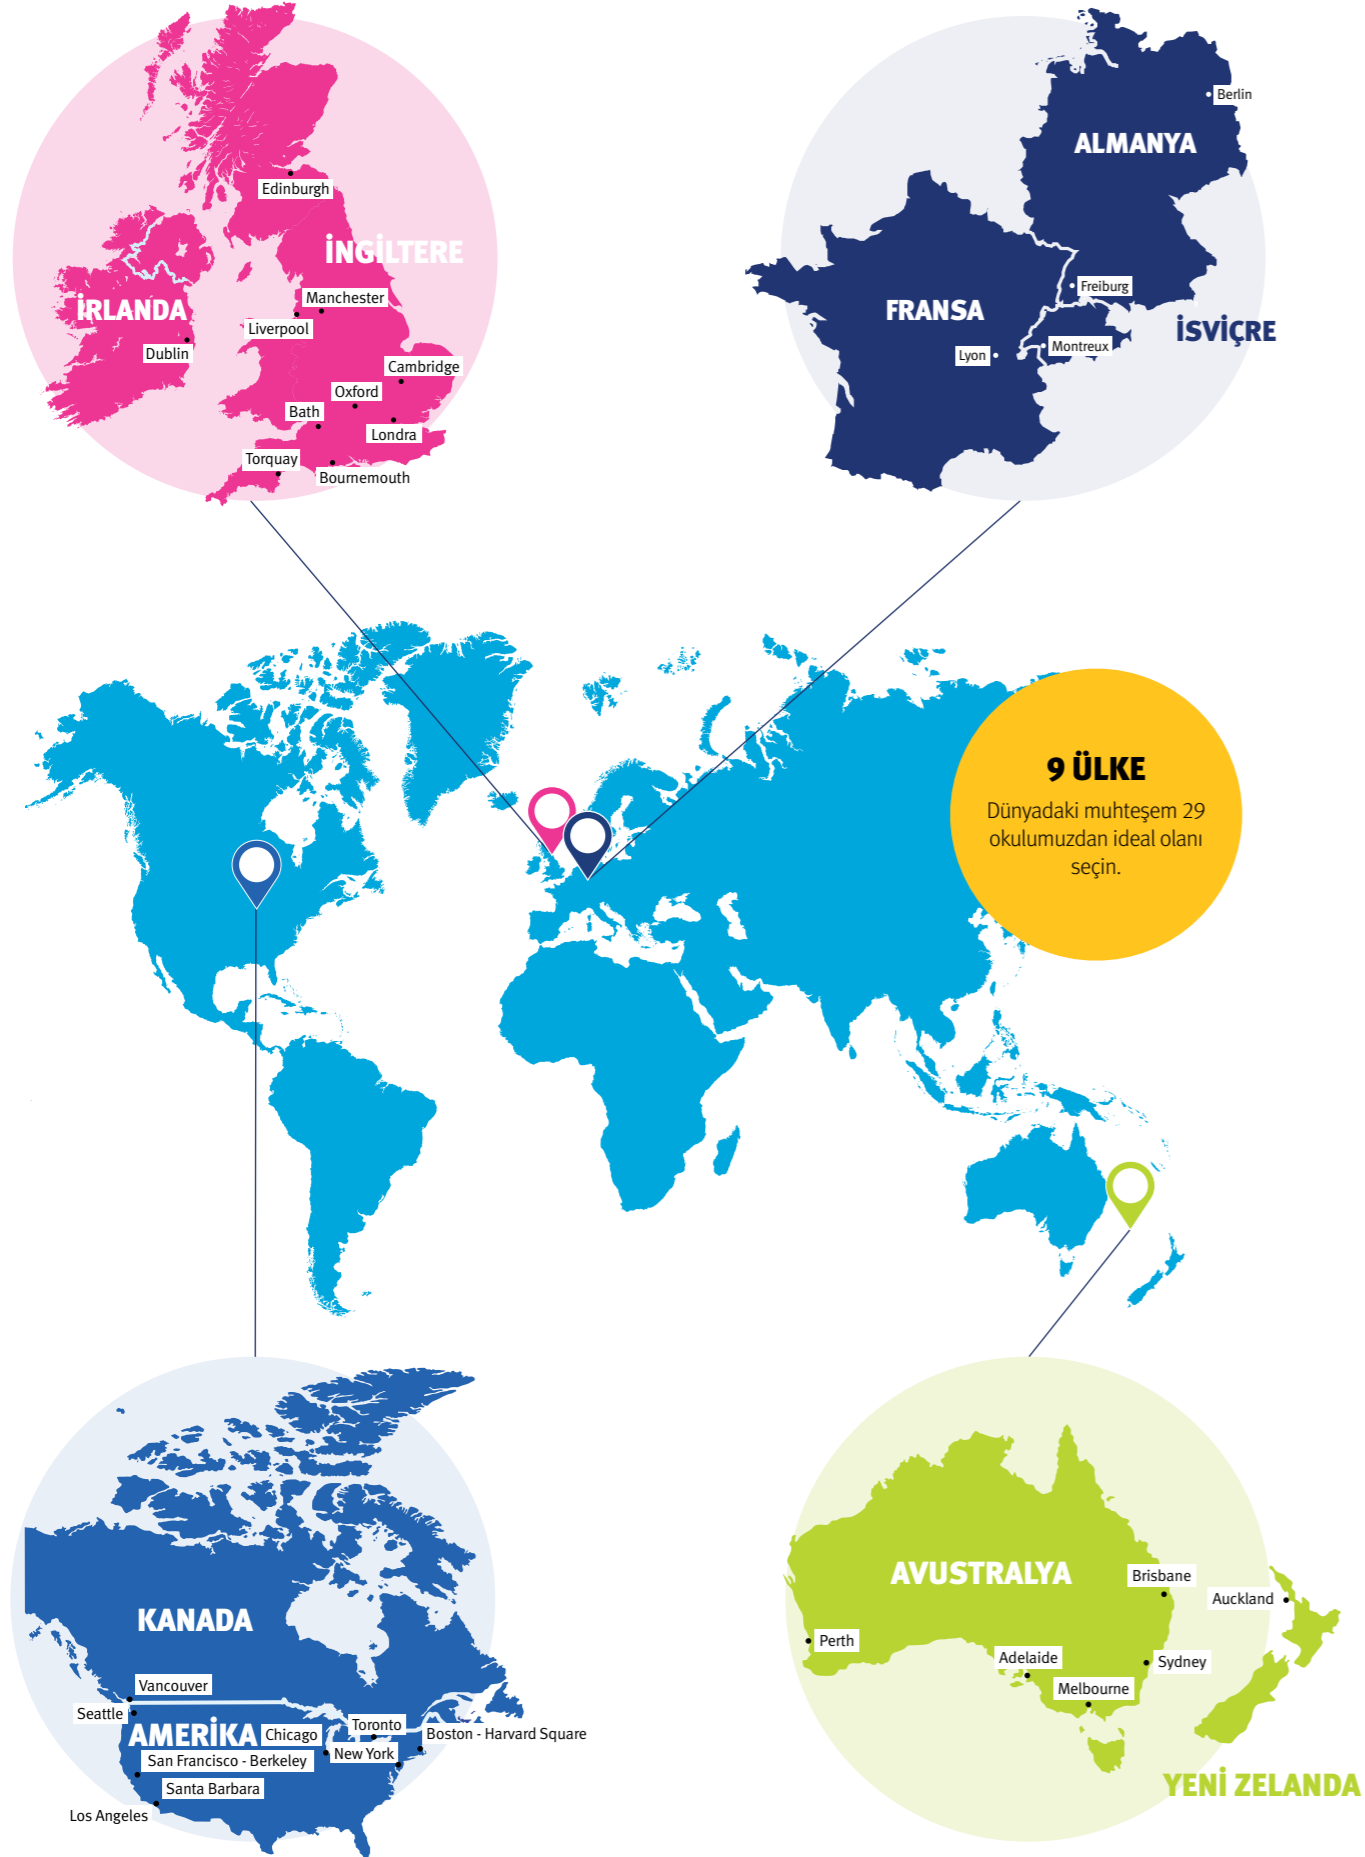 Edinburgh
İNGİLTERE
İRLANDA
Manchester
Liverpool
Dublin
Cambridge
Oxford
Bath
Londra
Torquay
Bournemouth
Berlin
ALMANYA
Freiburg
FRANSA
İSVİÇRE
Lyon
Montreux
9 ÜLKE
Dünyadaki muhteşem 29
okulumuzdan ideal olanı
seçin.
KANADA
Vancouver
Seattle
AMERİKA
Chicago
Toronto
Boston - Harvard Square
New York
San Francisco - Berkeley
Santa Barbara
Los Angeles
AVUSTRALYA
Brisbane
Auckland
Perth
Adelaide
Sydney
Melbourne
YENİ ZELANDA